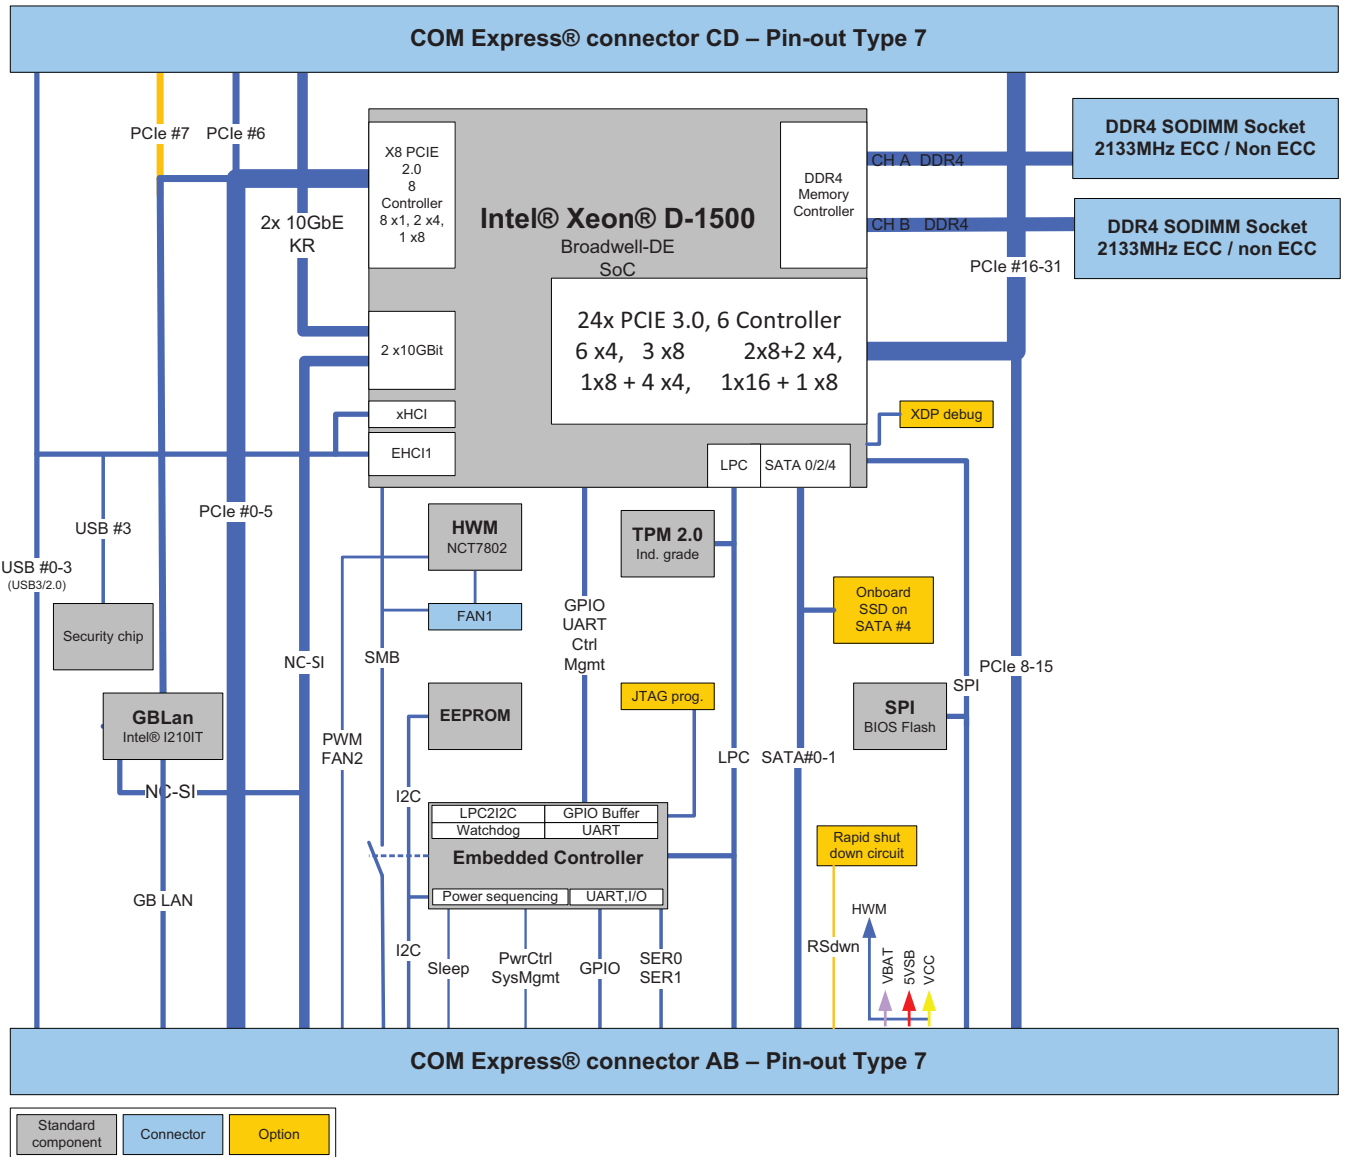 COM Express® connector CD – Pin-out Type 7
PCIe #7
PCIe #6
2x 10GbE
KR
X8 PCIE
2.0
8
Controller
8 x1, 2 x4,
1 x8
Intel® Xeon® D-1500
Broadwell-DE
SoC
DDR4
Memory
Controller
CH A DDR4
CH B DDR4
DDR4 SODIMM Socket
2133MHz ECC / Non ECC
DDR4 SODIMM Socket
2133MHz ECC / non ECC
PCIe #16-31
24x PCIE 3.0, 6 Controller
6 x4, 3 x8 2x8+2 x4,
1x8 + 4 x4, 1x16 + 1 x8
2 x10GBit
xHCI
EHCI1
LPC
SATA 0/2/4
XDP debug
USB #3
PCIe #0-5
USB #0-3
(USB3/2.0)
Security chip
HWM
NCT7802
FAN1
TPM 2.0
Ind. grade
GPIO
UART
Ctrl
Mgmt
Onboard
SSD on
SATA #4
NC-SI
SMB
PCIe 8-15
SPI
GBLan
Intel® I210IT
EEPROM
JTAG prog.
SPI
BIOS Flash
PWM
FAN2
LPC
SATA#0-1
NC-SI
I2C
LPC2I2C
GPIO Buffer
Watchdog
UART
Embedded Controller
Power sequencing
UART,I/O
Rapid shut
down circuit
GB LAN
HWM
I2C
Sleep
PwrCtrl
SysMgmt
GPIO
SER0
SER1
RSdwn
VBAT
5VSB
VCC
COM Express® connector AB – Pin-out Type 7
Standard
component
Connector
Option